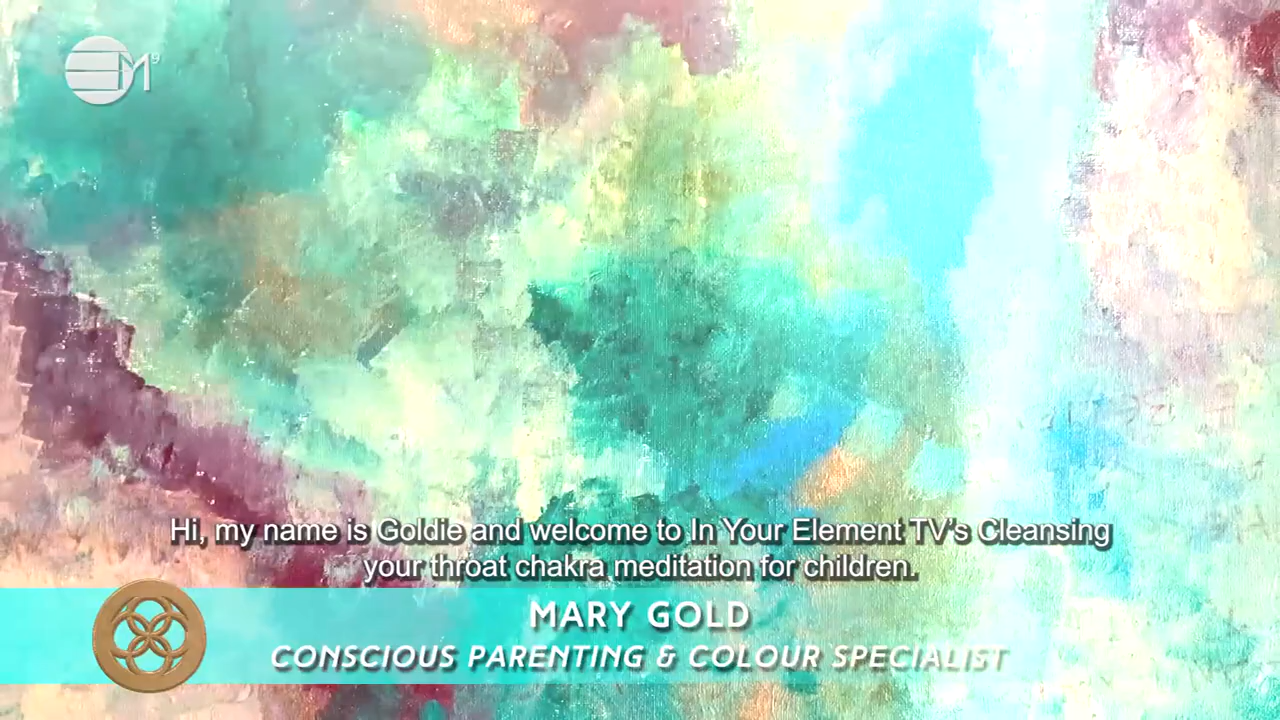 EM9
Hi, my name is Goldie and welcome to In Your Element TV's Cleansing
your throat chakra meditation for children.
MARY GOLD
CONSCIOUS PARENTING & COLOUR SPECIALIST